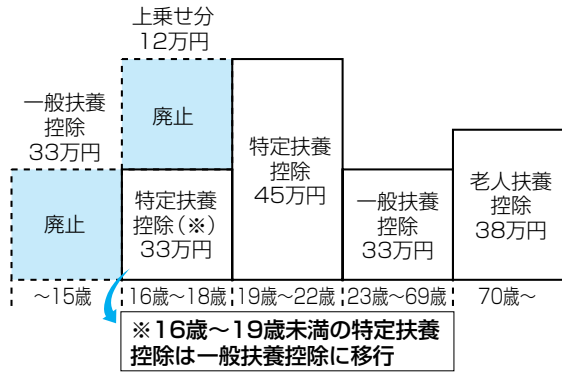 上乗せ分
12万円
一般扶養
控除
33万円
廃止
廃止
特定扶養
控除(※)
33万円
特定扶養
控除
45万円
一般扶養
控除
33万円
老人扶養
控除
38万円
～15歳
16歳～18歳
19歳～22歳
23歳～69歳
70歳～
※16歳～19歳未満の特定扶養
控除は一般扶養控除に移行